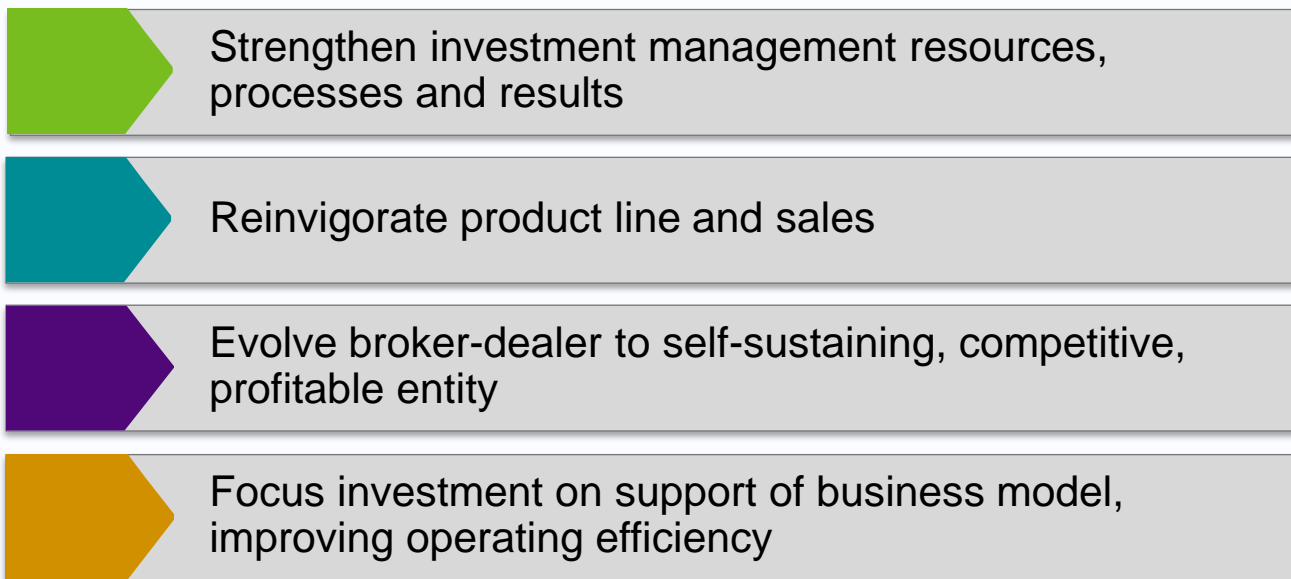 Strengthen investment management resources,
processes and results
Reinvigorate product line and sales
Evolve broker-dealer to self-sustaining, competitive,
profitable entity
Focus investment on support of business model,
improving operating efficiency